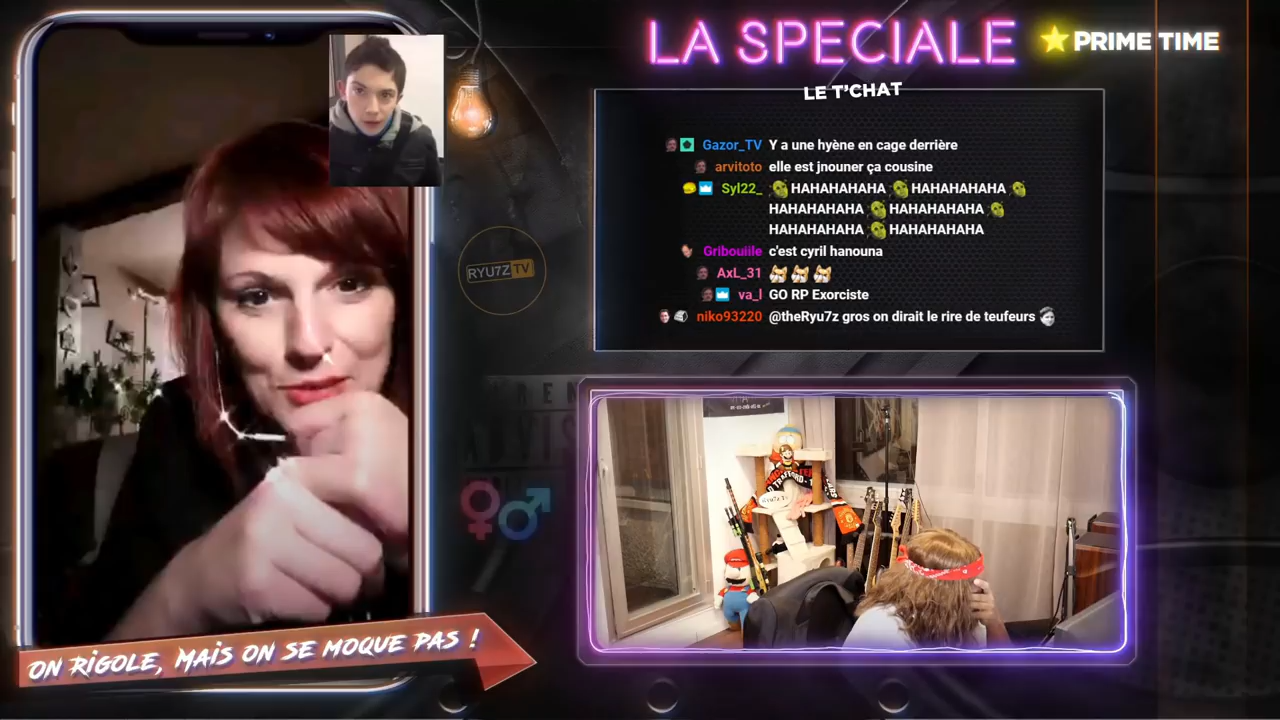 LA SPECIALE
PRIME TIME
LE T'CHAT
Gazor_TV Y a une hyène en cage derrière
arvitoto elle est jnouner ça cousine
Syl22_ HAHAHAHAHA HAHAHAHAHA
HAHAHAHAHA HAHAHAHAHA
HAHAHAHAHA HAHAHAHAHA
Gribouiile c'est cyril hanouna
AxL_31
va_l GO RP Exorciste
niko93220 @theRyu7z gros on dirait le rire de teufeurs
RYU7Z TV
ON RIGOLE, MAIS ON SE MOQUE PAS !